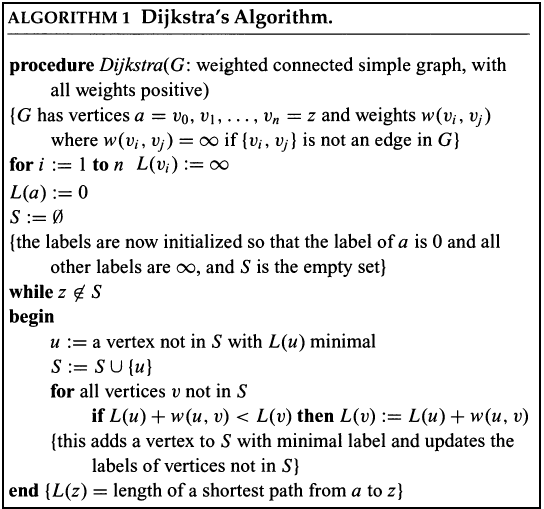 ALGORITHM 1 Dijkstra's Algorithm.
procedure Dijkstra(G: weighted connected simple graph, with
all weights positive)
{G has vertices a = v₀, v₁, . . . , vₙ = z and weights w(vᵢ, vⱼ)
where w(vᵢ, vⱼ) = ∞ if {vᵢ, vⱼ} is not an edge in G}
for i := 1 to n L(vᵢ) := ∞
L(a) := 0
S := ∅
{the labels are now initialized so that the label of a is 0 and all
other labels are ∞, and S is the empty set}
while z ∉ S
begin
u := a vertex not in S with L(u) minimal
S := S ∪ {u}
for all vertices v not in S
if L(u) + w(u, v) < L(v) then L(v) := L(u) + w(u, v)
{this adds a vertex to S with minimal label and updates the
labels of vertices not in S}
end {L(z) = length of a shortest path from a to z}